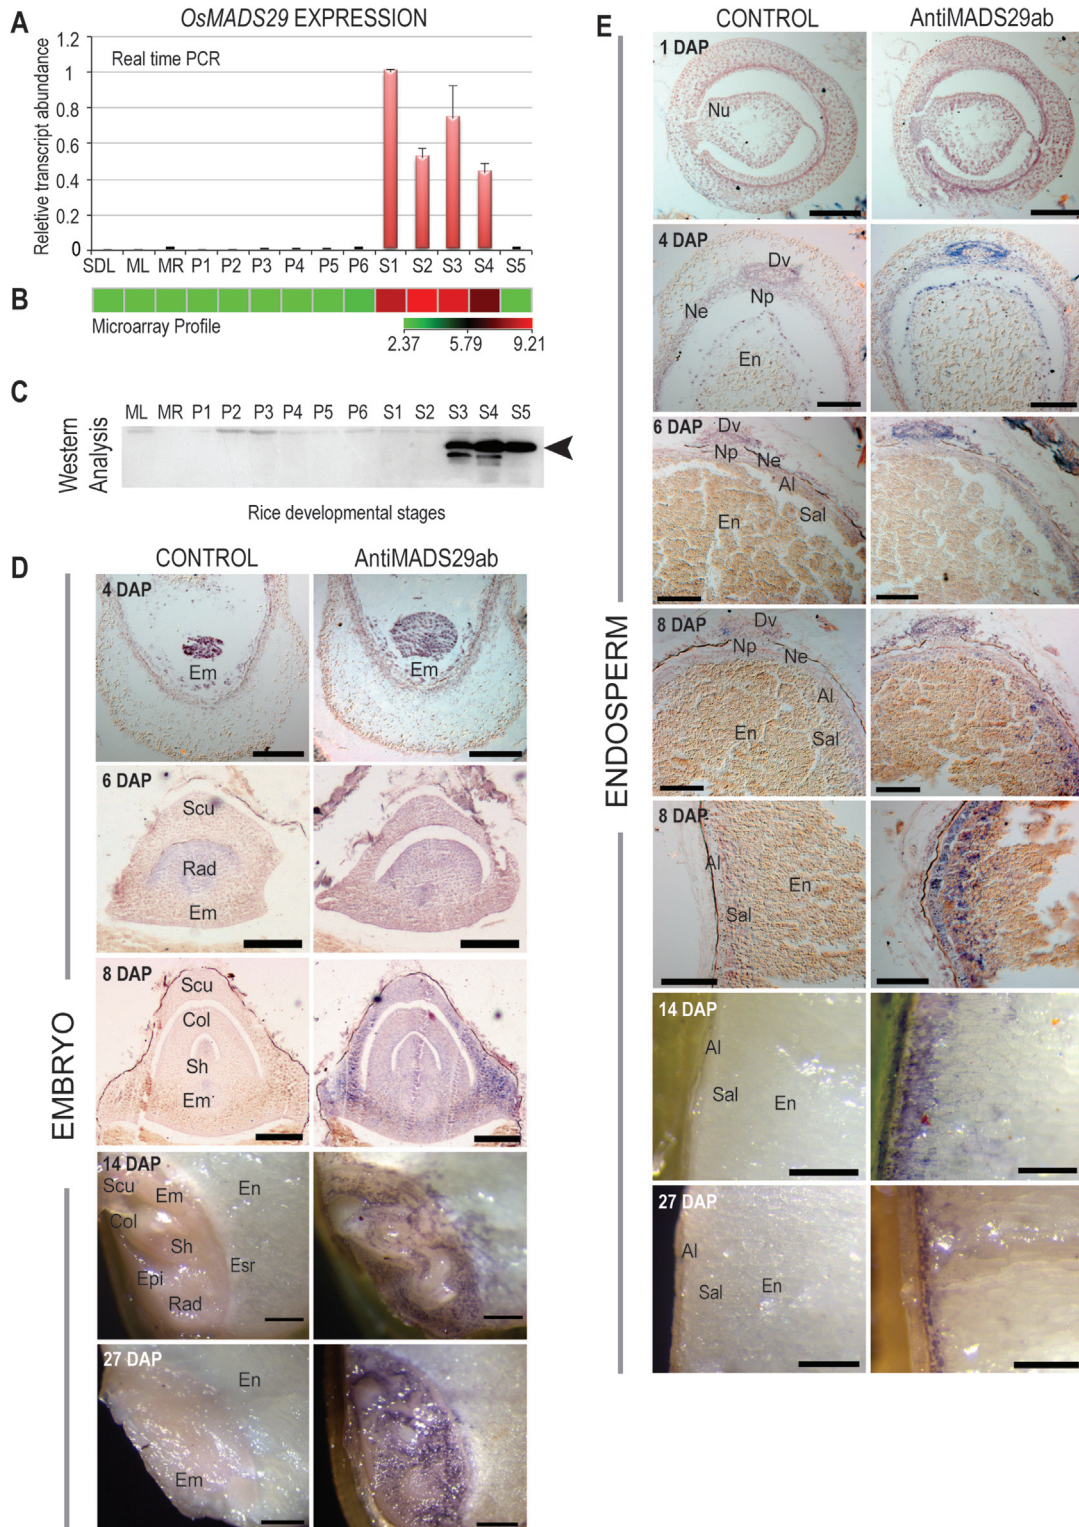 A
OsMADS29 EXPRESSION
Real time PCR
Reletive transcript abundance
1.2
1
0.8
0.6
0.4
0.2
0
SDL ML MR P1 P2 P3 P4 P5 P6 S1 S2 S3 S4 S5
B
Microarray Profile
2.37 5.79 9.21
C
ML MR P1 P2 P3 P4 P5 P6 S1 S2 S3 S4 S5
Western
Analysis
Rice developmental stages
D
CONTROL AntiMADS29ab
EMBRYO
4 DAP
Em
6 DAP
Scu
Rad
Em
8 DAP
Scu
Col
Sh
Em
14 DAP
Scu
Em
En
Col
Sh
Esr
Epi
Rad
27 DAP
En
Em
E
CONTROL AntiMADS29ab
ENDOSPERM
1 DAP
Nu
4 DAP
Dv
Np
Ne
En
6 DAP
Dv
Np
Ne
Al
Sal
En
8 DAP
Dv
Np
Ne
Al
En
Sal
8 DAP
Al
En
Sal
14 DAP
Al
Sal
En
27 DAP
Al
Sal
En